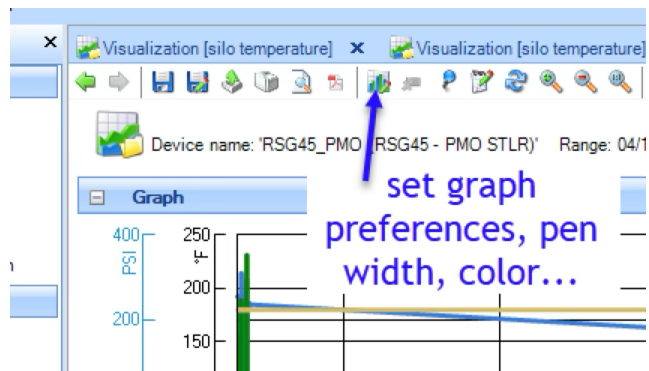 Visualization [silo temperature] x Visualization [silo temperature]
Device name: 'RSG45_PMO (RSG45 - PMO STLR)' Range: 04/1
Graph
set graph
preferences, pen
width, color...
400
250
PSI
°F
200
200
150